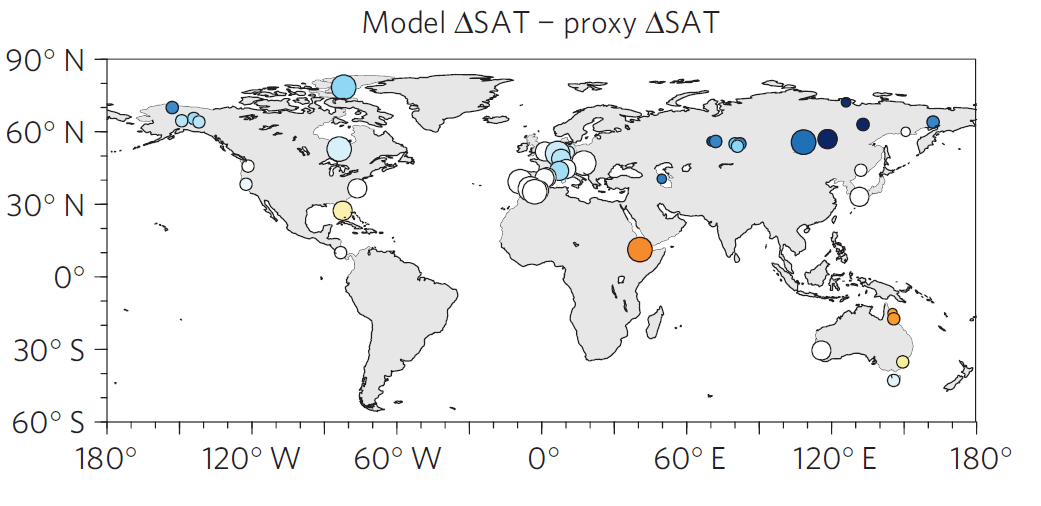 Model ΔSAT – proxy ΔSAT
90° N
60° N
30° N
0°
30° S
60° S
180° 120° W 60° W 0° 60° E 120° E 180°